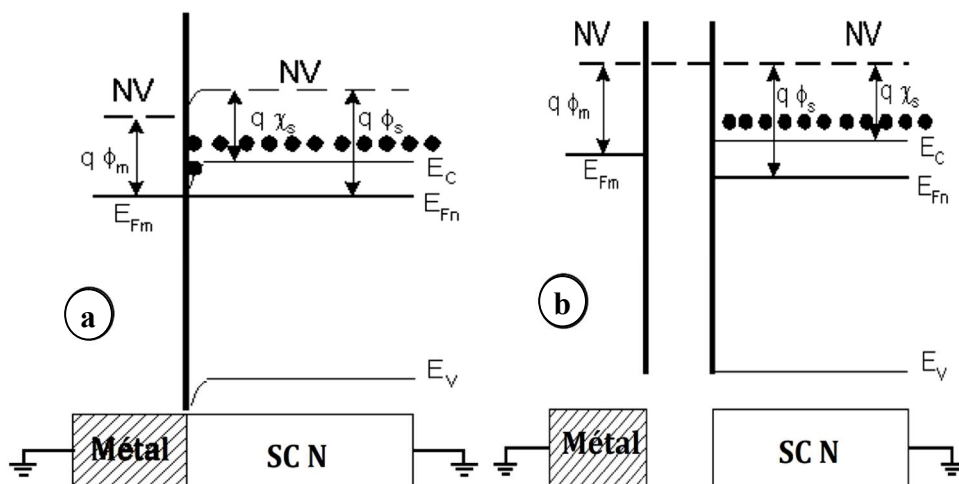 NV
NV
q χs
q ϕs
q ϕm
EC
EFm
EFn
a
EV
Métal
SC N
NV
NV
q ϕm
q ϕs
q χs
EC
EFm
EFn
b
EV
Métal
SC N